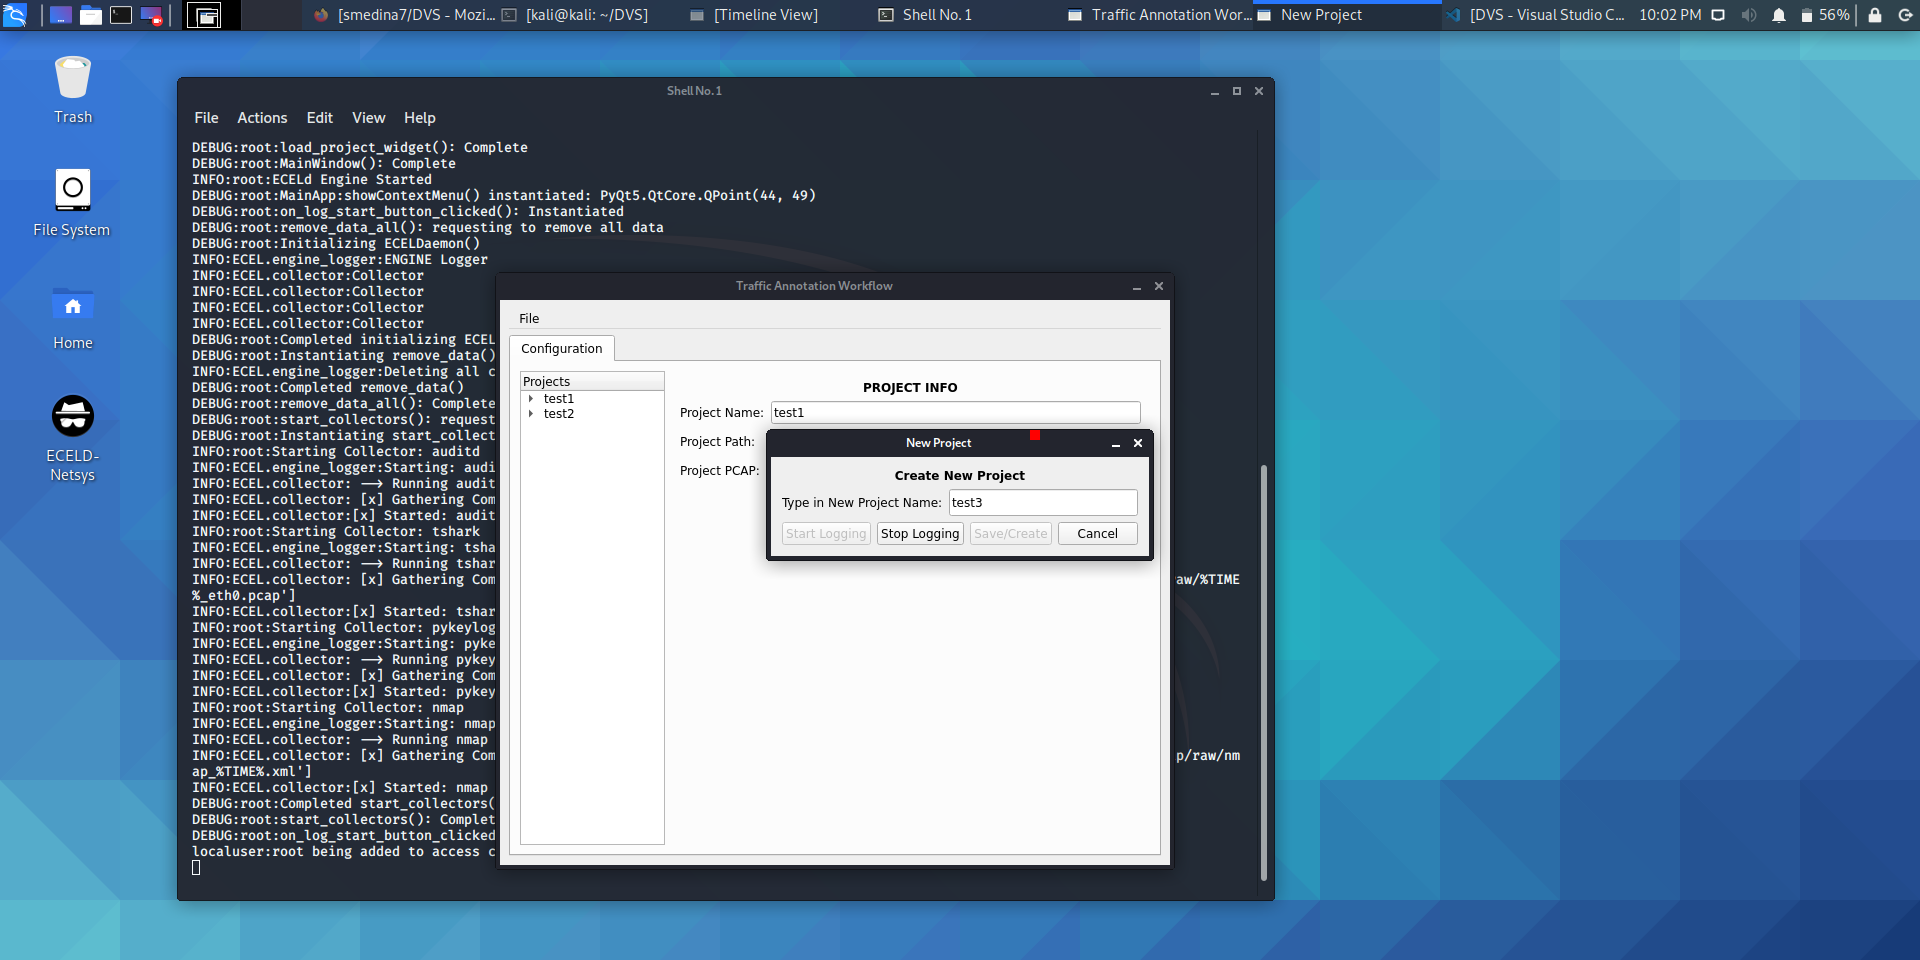 [smedina7/DVS - Mozi...
[kali@kali: ~/DVS]
[Timeline View]
Shell No. 1
Traffic Annotation Wor...
New Project
[DVS - Visual Studio C...
10:02 PM
56%
Trash
File System
Home
ECELD-
Netsys
Shell No. 1
File Actions Edit View Help
DEBUG:root:load_project_widget(): Complete
DEBUG:root:MainWindow(): Complete
INFO:root:ECELd Engine Started
DEBUG:root:MainApp:showContextMenu() instantiated: PyQt5.QtCore.QPoint(44, 49)
DEBUG:root:on_log_start_button_clicked(): Instantiated
DEBUG:root:remove_data_all(): requesting to remove all data
DEBUG:root:Initializing ECELDaemon()
INFO:ECEL.engine_logger:ENGINE Logger
INFO:ECEL.collector:Collector
INFO:ECEL.collector:Collector
INFO:ECEL.collector:Collector
INFO:ECEL.collector:Collector
DEBUG:root:Completed initializing ECEL
DEBUG:root:Instantiating remove_data()
INFO:ECEL.engine_logger:Deleting all c
DEBUG:root:Completed remove_data()
DEBUG:root:remove_data_all(): Complete
DEBUG:root:start_collectors(): request
DEBUG:root:Instantiating start_collect
INFO:root:Starting Collector: auditd
INFO:ECEL.engine_logger:Starting: audi
INFO:ECEL.collector: --> Running audit
INFO:ECEL.collector: [x] Gathering Com
INFO:ECEL.collector:[x] Started: audit
INFO:root:Starting Collector: tshark
INFO:ECEL.engine_logger:Starting: tsha
INFO:ECEL.collector: --> Running tshar
INFO:ECEL.collector: [x] Gathering Com aw/%TIME
%_eth0.pcap']
INFO:ECEL.collector:[x] Started: tshar
INFO:root:Starting Collector: pykeylog
INFO:ECEL.engine_logger:Starting: pyke
INFO:ECEL.collector: --> Running pykey
INFO:ECEL.collector: [x] Gathering Com
INFO:ECEL.collector:[x] Started: pykey
INFO:root:Starting Collector: nmap
INFO:ECEL.engine_logger:Starting: nmap
INFO:ECEL.collector: --> Running nmap
INFO:ECEL.collector: [x] Gathering Com p/raw/nm
ap_%TIME%.xml']
INFO:ECEL.collector:[x] Started: nmap
DEBUG:root:Completed start_collectors(
DEBUG:root:start_collectors(): Complet
DEBUG:root:on_log_start_button_clicked
localuser:root being added to access c
Traffic Annotation Workflow
File
Configuration
Projects
test1
test2
PROJECT INFO
Project Name: test1
Project Path:
Project PCAP:
New Project
Create New Project
Type in New Project Name: test3
Start Logging Stop Logging Save/Create Cancel